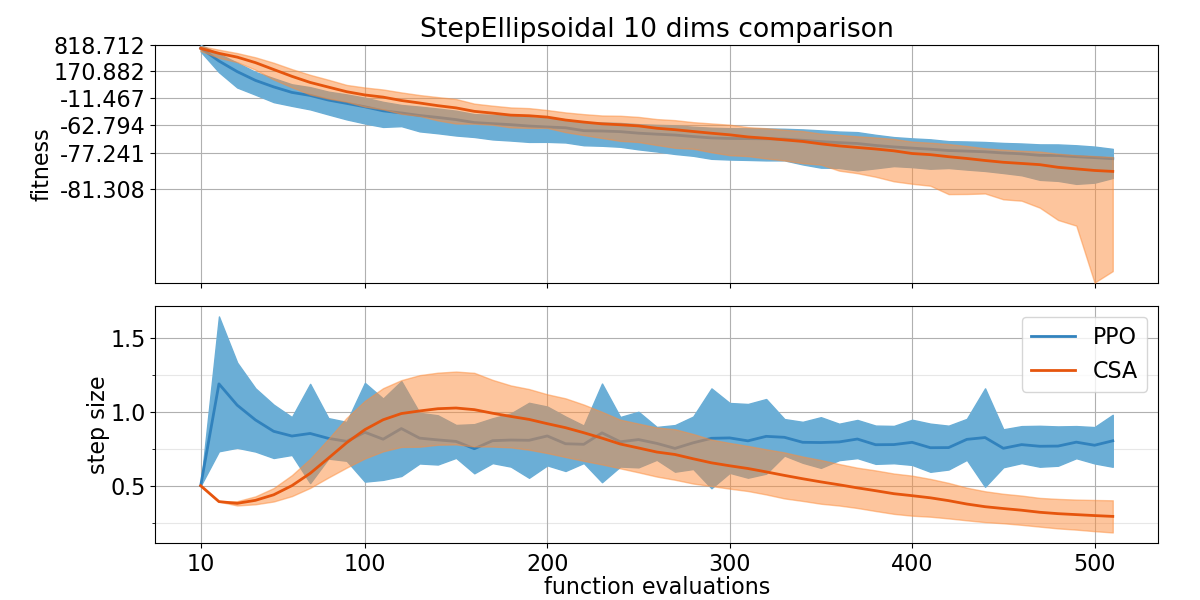 StepEllipsoidal 10 dims comparison
818.712
170.882
-11.467
-62.794
-77.241
-81.308
fitness
1.5
1.0
0.5
step size
PPO
CSA
10 100 200 300 400 500
function evaluations